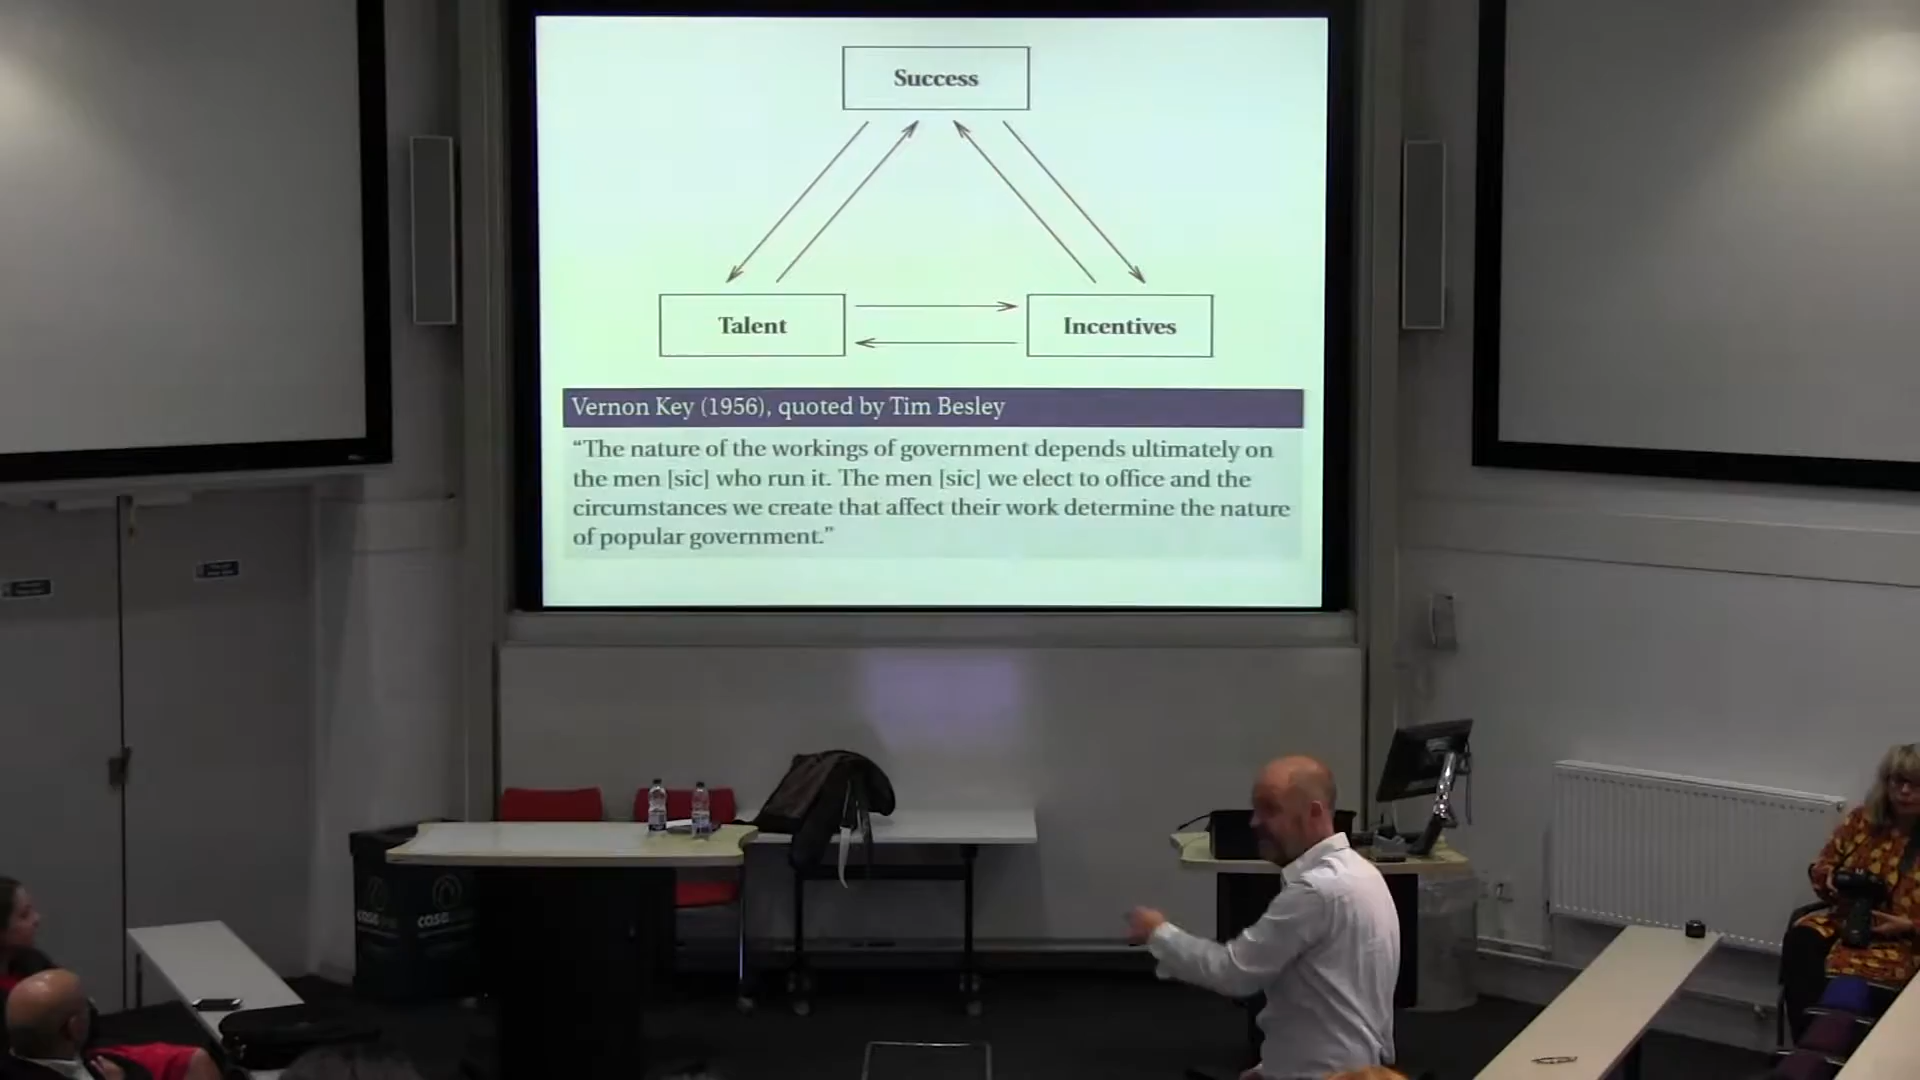 Success
Talent
Incentives
Vernon Key (1956), quoted by Tim Besley
“The nature of the workings of government depends ultimately on
the men [sic] who run it. The men [sic] we elect to office and the
circumstances we create that affect their work determine the nature
of popular government.”